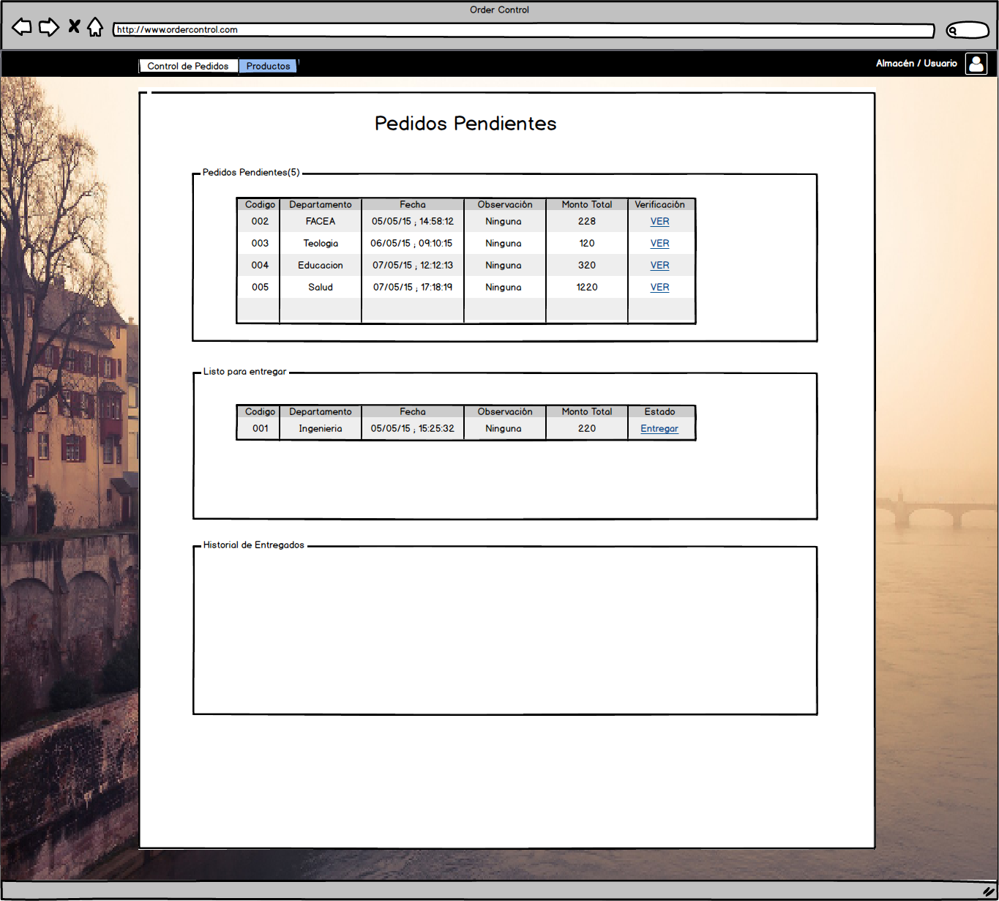 Order Control
http://www.ordercontrol.com
Control de Pedidos Productos Almacén / Usuario
Pedidos Pendientes
Pedidos Pendientes(5)
Codigo Departamento Fecha Observación Monto Total Verificación
002 FACEA 05/05/15 ; 14:58:12 Ninguna 228 VER
003 Teologia 06/05/15 ; 09:10:15 Ninguna 120 VER
004 Educacion 07/05/15 ; 12:12:13 Ninguna 320 VER
005 Salud 07/05/15 ; 17:18:19 Ninguna 1220 VER
Listo para entregar
Codigo Departamento Fecha Observación Monto Total Estado
001 Ingenieria 05/05/15 ; 15:25:32 Ninguna 220 Entregar
Historial de Entregados